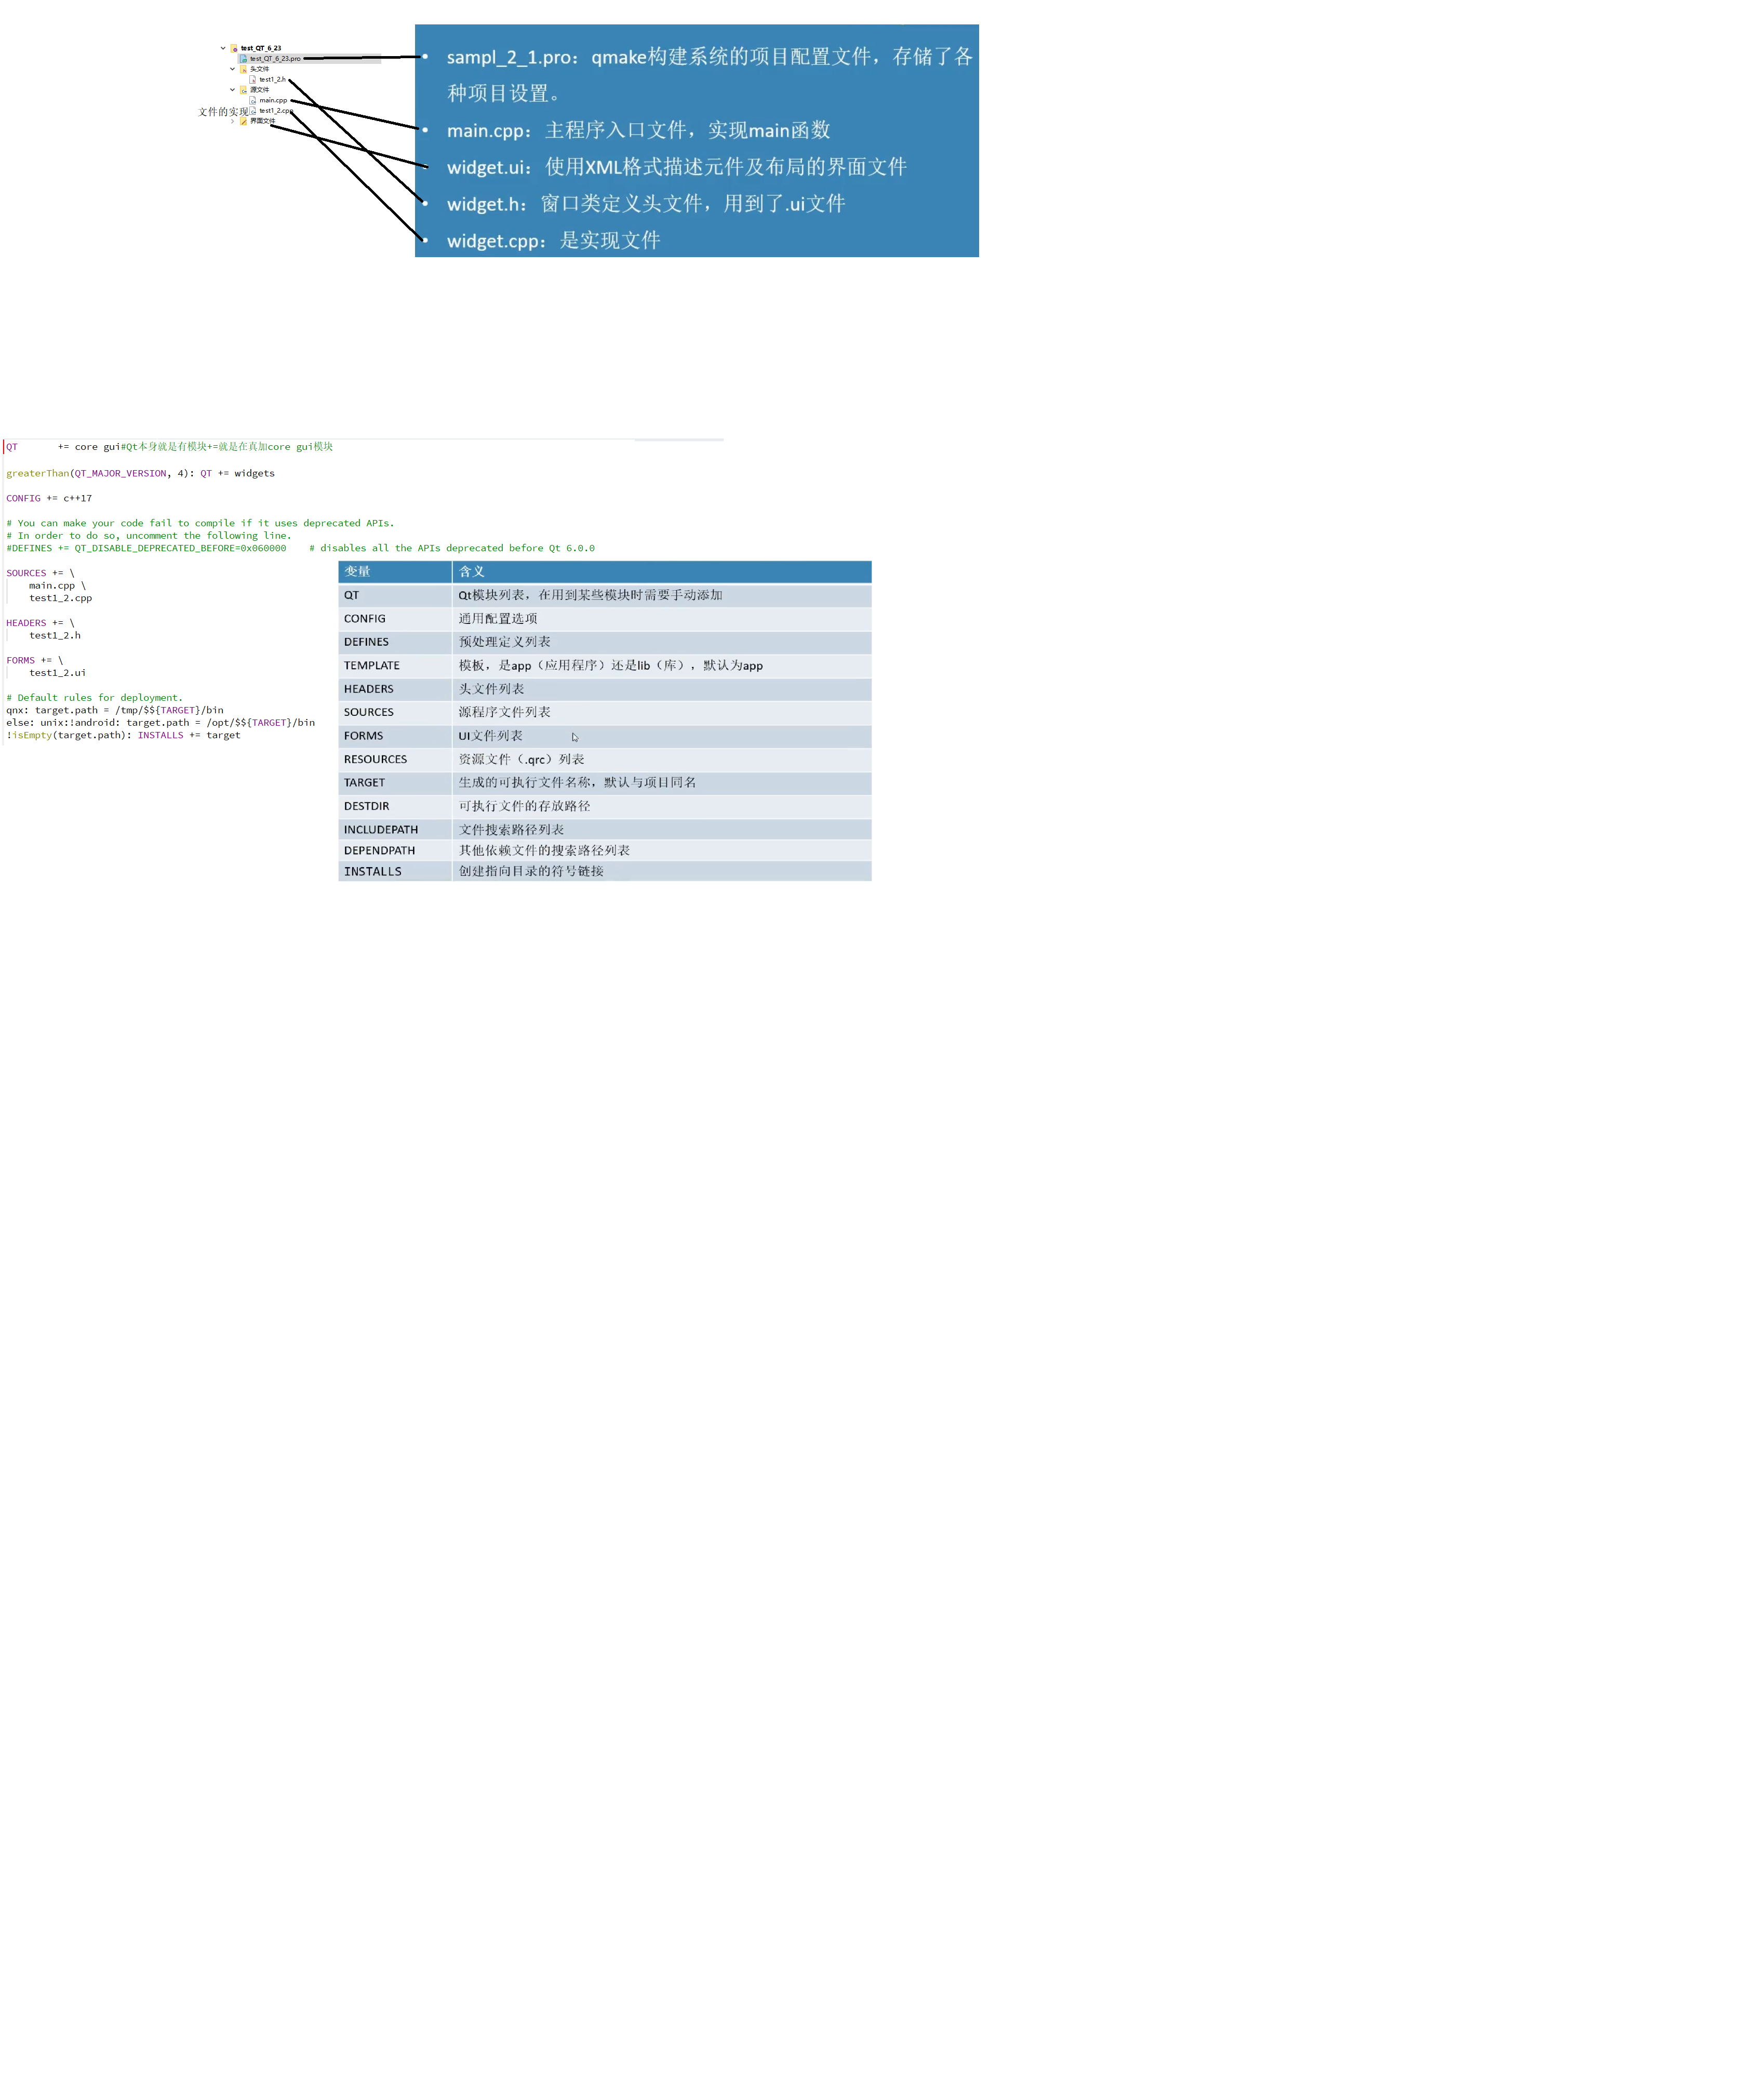 test_QT_6_23
test_QT_6_23.pro
头文件
test1_2.h
源文件
main.cpp
文件的实现
test1_2.cpp
界面文件
sampl_2_1.pro：qmake构建系统的项目配置文件，存储了各
种项目设置。
main.cpp：主程序入口文件，实现main函数
widget.ui：使用XML格式描述元件及布局的界面文件
widget.h：窗口类定义头文件，用到了.ui文件
widget.cpp：是实现文件
QT       += core gui#Qt本身就是有模块+=就是在真加core gui模块
greaterThan(QT_MAJOR_VERSION, 4): QT += widgets
CONFIG += c++17
# You can make your code fail to compile if it uses deprecated APIs.
# In order to do so, uncomment the following line.
#DEFINES += QT_DISABLE_DEPRECATED_BEFORE=0x060000    # disables all the APIs deprecated before Qt 6.0.0
SOURCES += \
main.cpp \
test1_2.cpp
HEADERS += \
test1_2.h
FORMS += \
test1_2.ui
# Default rules for deployment.
qnx: target.path = /tmp/$${TARGET}/bin
else: unix:!android: target.path = /opt/$${TARGET}/bin
!isEmpty(target.path): INSTALLS += target
变量 含义
QT Qt模块列表，在用到某些模块时需要手动添加
CONFIG 通用配置选项
DEFINES 预处理定义列表
TEMPLATE 模板，是app（应用程序）还是lib（库），默认为app
HEADERS 头文件列表
SOURCES 源程序文件列表
FORMS UI文件列表
RESOURCES 资源文件（.qrc）列表
TARGET 生成的可执行文件名称，默认与项目同名
DESTDIR 可执行文件的存放路径
INCLUDEPATH 文件搜索路径列表
DEPENDPATH 其他依赖文件的搜索路径列表
INSTALLS 创建指向目录的符号链接